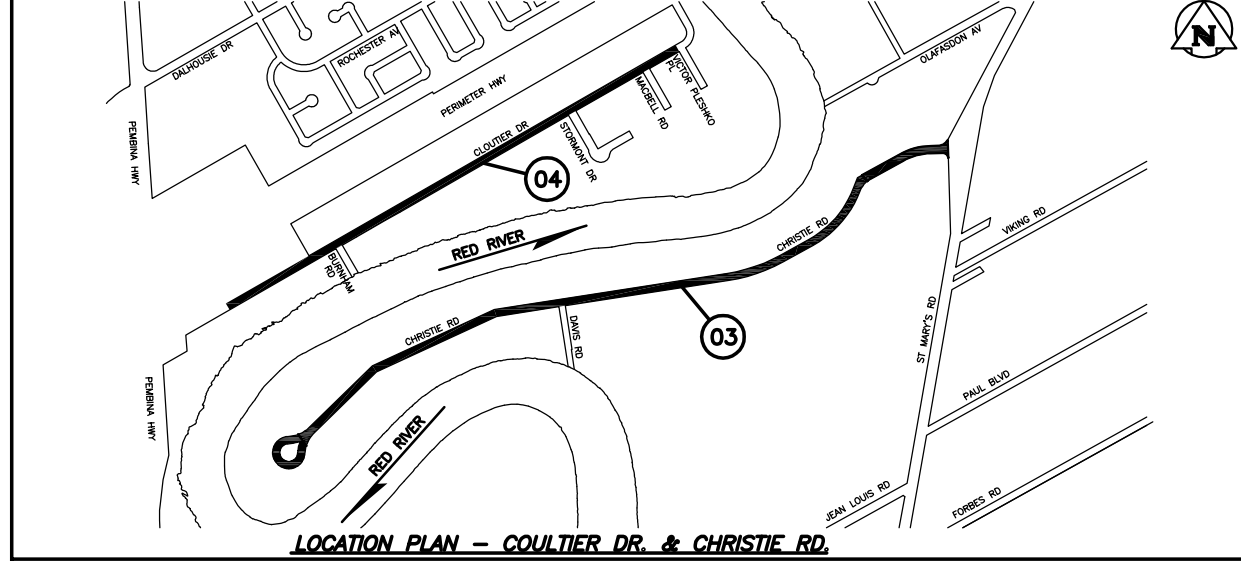 N
DALHOUSIE DR
ROCHESTER AV
PERIMETER HWY
PEMBINA HWY
CLOUTIER DR
04
STORMONT DR
MACBELL RD
VICTOR PLESHKO
PL
OLAFASDON AV
BURNHAM
RD
RED RIVER
CHRISTIE RD
VIKING RD
CHRISTIE RD
DAVIS RD
03
ST MARY'S RD
PAUL BLVD
PEMBINA HWY
RED RIVER
JEAN LOUIS RD
FORBES RD
LOCATION PLAN - COULTIER DR. & CHRISTIE RD.